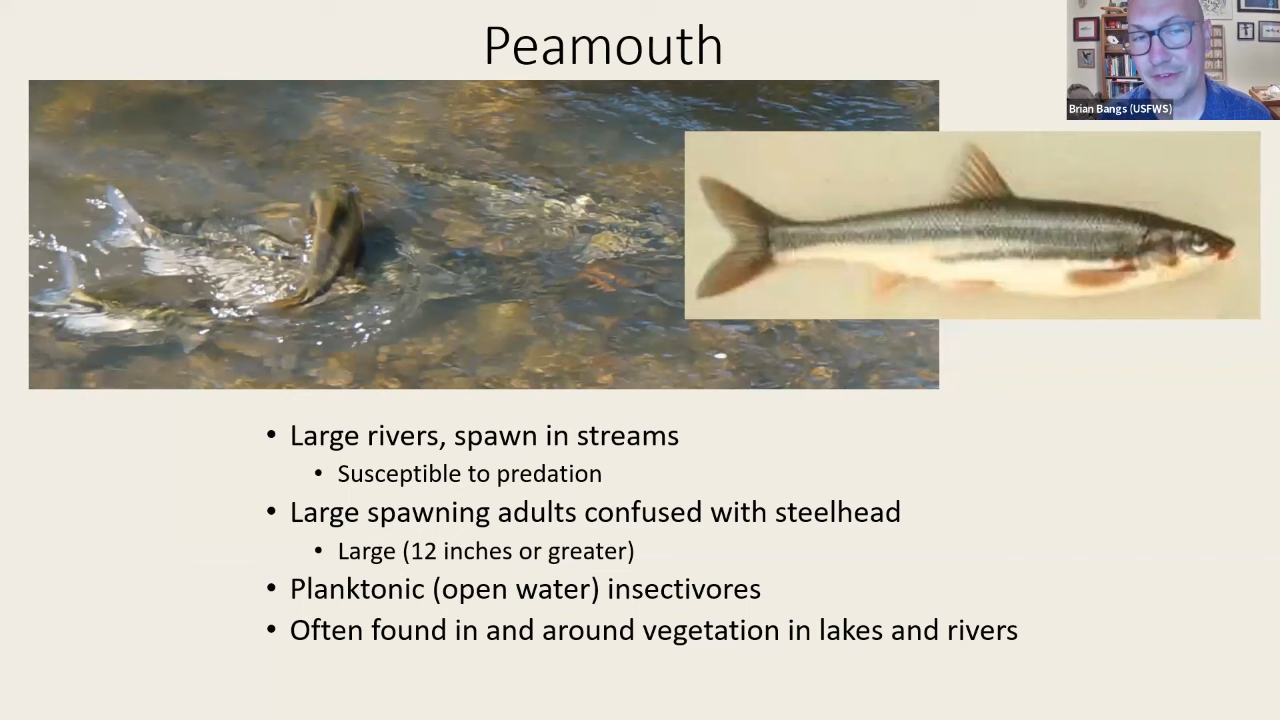 Peamouth
Brian Bangs (USFWS)
• Large rivers, spawn in streams
• Susceptible to predation
• Large spawning adults confused with steelhead
• Large (12 inches or greater)
• Planktonic (open water) insectivores
• Often found in and around vegetation in lakes and rivers